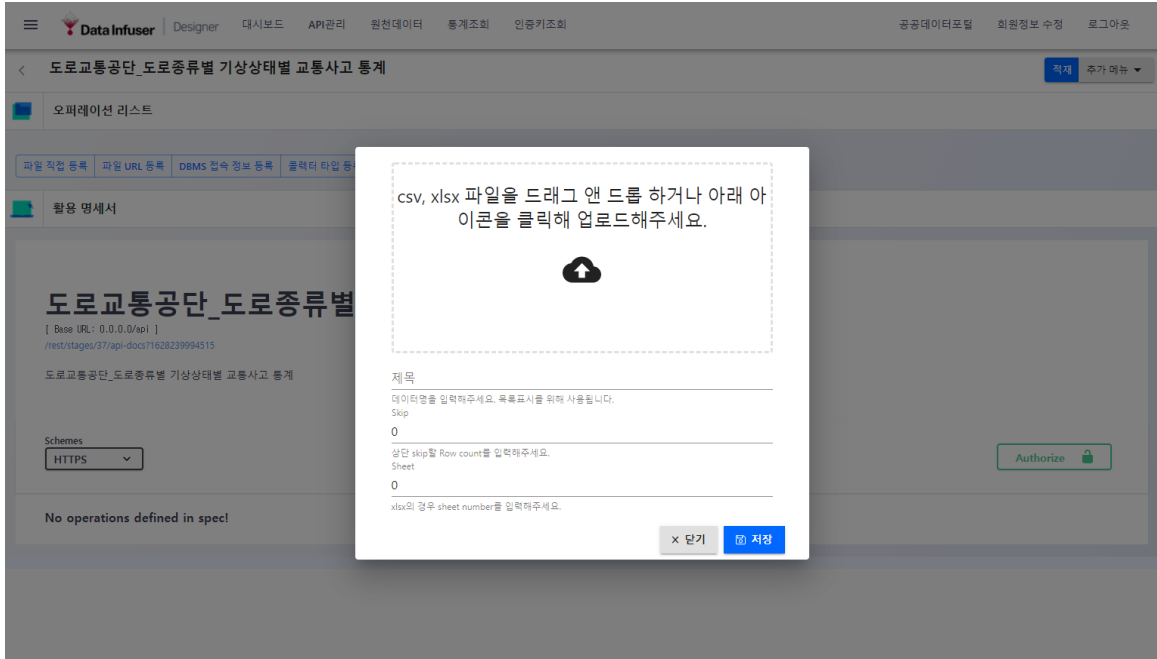 Data Infuser Designer 대시보드 API관리 원천데이터 통계조회 인증키조회 공공데이터포털 회원정보 수정 로그아웃
도로교통공단_도로종류별 기상상태별 교통사고 통계 적재 추가 메뉴
오퍼레이션 리스트
파일 직접 등록 파일 URL 등록 DBMS 접속 정보 등록 콜렉터 타입
활용 명세서
csv, xlsx 파일을 드래그 앤 드롭 하거나 아래 아
이콘을 클릭해 업로드해주세요.
도로교통공단_도로종류별
[ Base URL: 0.0.0.0/api ]
/rest/stages/37/api-docs?1628239994515
도로교통공단_도로종류별 기상상태별 교통사고 통계
제목
데이터명을 입력해주세요. 목록표시를 위해 사용됩니다.
Skip
0
상단 skip할 Row count를 입력해주세요.
Sheet
0
xlsx의 경우 sheet number를 입력해주세요.
Schemes
HTTPS
Authorize
No operations defined in spec!
× 닫기 저장